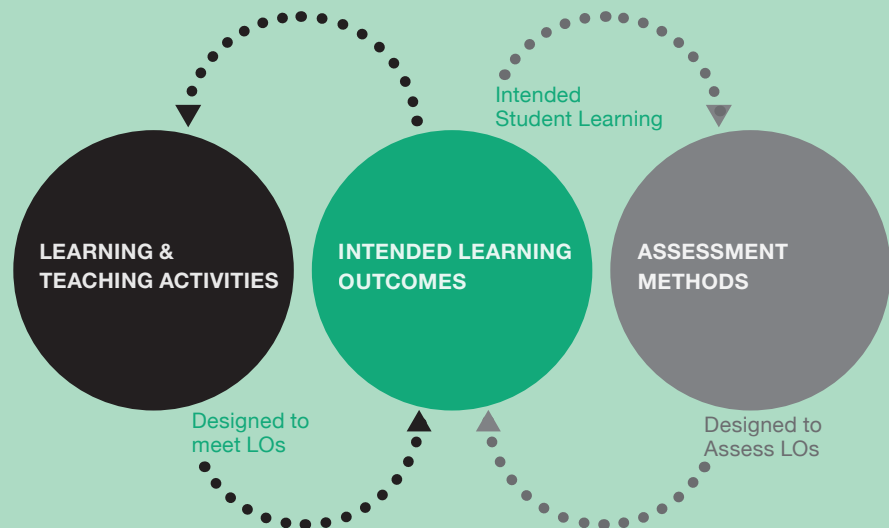 Intended
Student Learning
LEARNING &
TEACHING ACTIVITIES
INTENDED LEARNING
OUTCOMES
ASSESSMENT
METHODS
Designed to
meet LOs
Designed to
Assess LOs